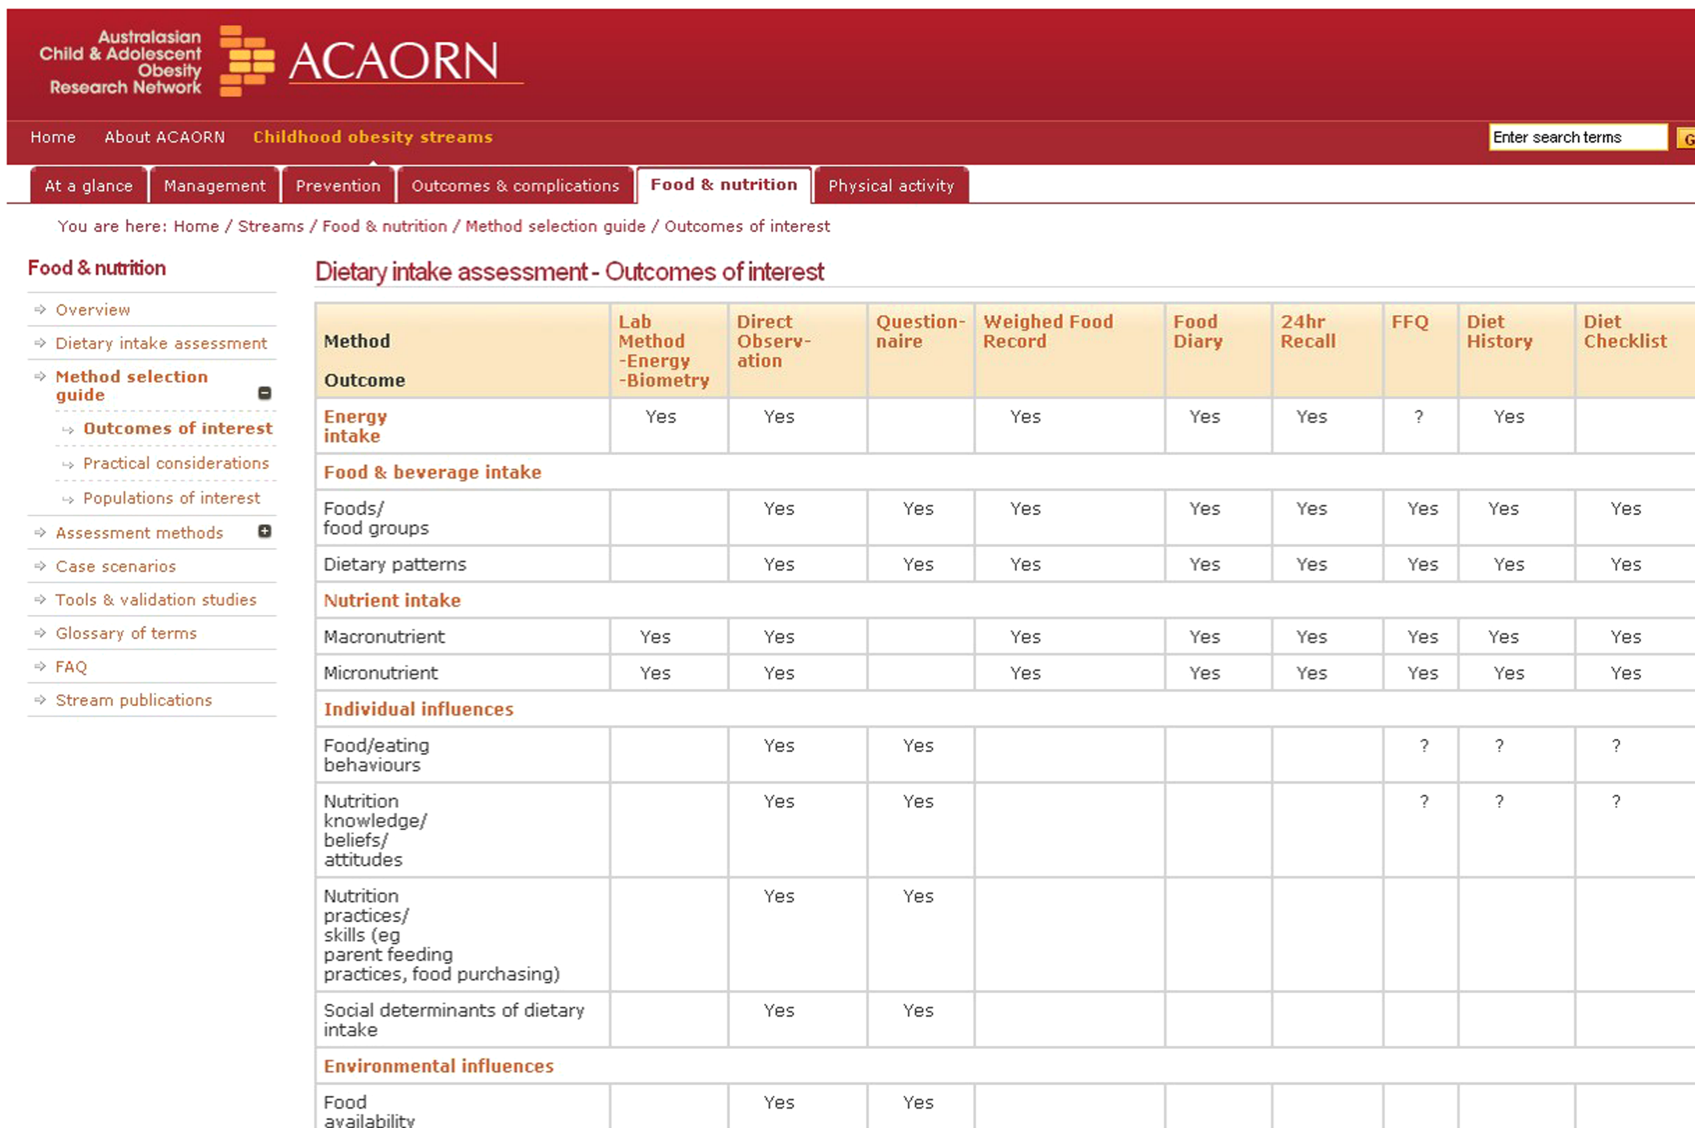 Australasian
Child & Adolescent
Obesity
Research Network
ACAORN
Home About ACAORN Childhood obesity streams
Enter search terms
At a glance Management Prevention Outcomes & complications Food & nutrition Physical activity
You are here: Home / Streams / Food & nutrition / Method selection guide / Outcomes of interest
Food & nutrition
Overview
Dietary intake assessment
Method selection
guide
Outcomes of interest
Practical considerations
Populations of interest
Assessment methods
Case scenarios
Tools & validation studies
Glossary of terms
FAQ
Stream publications
Dietary intake assessment - Outcomes of interest
Method
Outcome
Lab
Method
-Energy
-Biometry
Direct
Observ-
ation
Question-
naire
Weighed Food
Record
Food
Diary
24hr
Recall
FFQ
Diet
History
Diet
Checklist
Energy
intake
Yes Yes Yes Yes Yes ? Yes
Food & beverage intake
Foods/
food groups
Yes Yes Yes Yes Yes Yes Yes Yes
Dietary patterns Yes Yes Yes Yes Yes Yes Yes Yes
Nutrient intake
Macronutrient Yes Yes Yes Yes Yes Yes Yes Yes
Micronutrient Yes Yes Yes Yes Yes Yes Yes Yes
Individual influences
Food/eating
behaviours
Yes Yes ? ? ?
Nutrition
knowledge/
beliefs/
attitudes
Yes Yes ? ? ?
Nutrition
practices/
skills (eg
parent feeding
practices, food purchasing)
Yes Yes
Social determinants of dietary
intake
Yes Yes
Environmental influences
Food
availability
Yes Yes